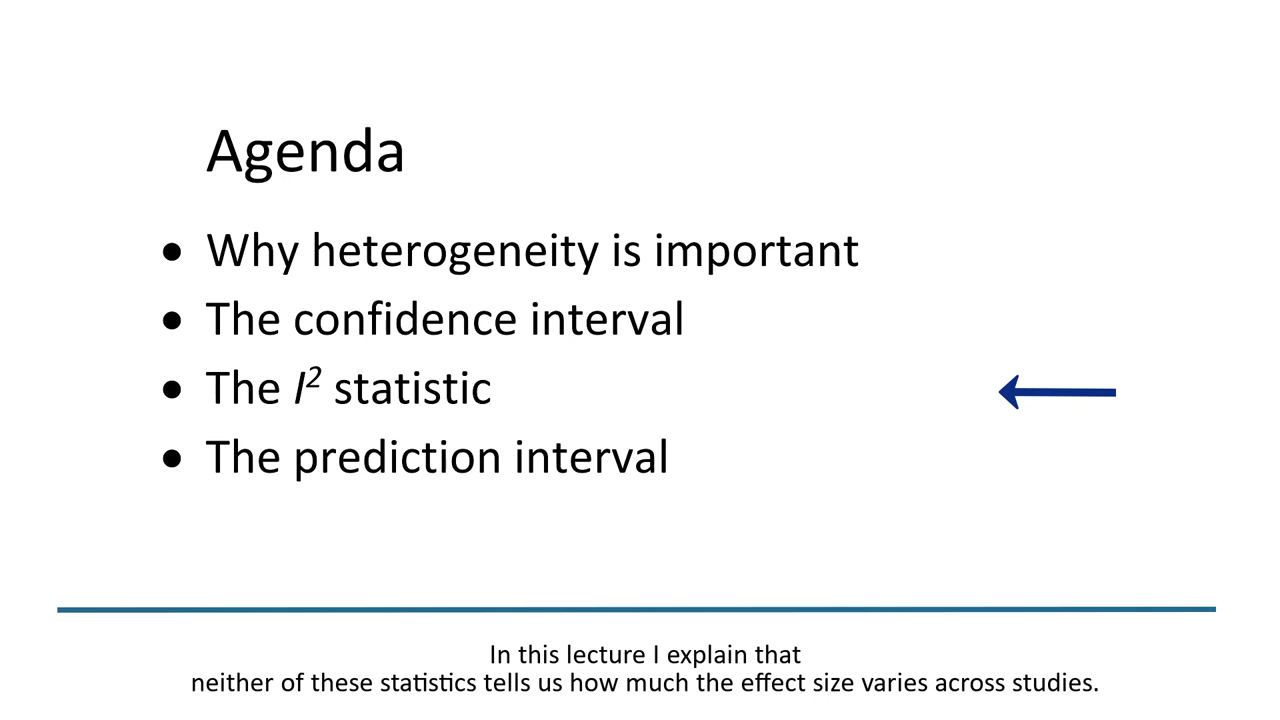 Agenda
• Why heterogeneity is important
• The confidence interval
• The I² statistic
• The prediction interval
In this lecture I explain that
neither of these statistics tells us how much the effect size varies across studies.